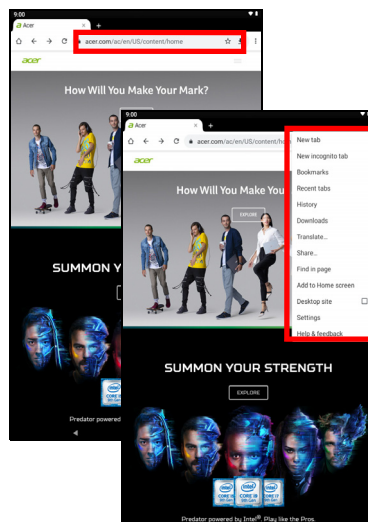 9:00
Acer
acer.com/ac/en/US/content/home
acer
How Will You Make Your Mark?
SUMMON Y
Predator powered
9:00
Acer
acer.com/ac/en/US/content/h
acer
How Will You Make You
EXPLORE
SUMMON YOUR STRENGTH
EXPLORE
Predator powered by Intel®. Play like the Pros.
New tab
New incognito tab
Bookmarks
Recent tabs
History
Downloads
Translate...
Share...
Find in page
Add to Home screen
Desktop site
Settings
Help & feedback